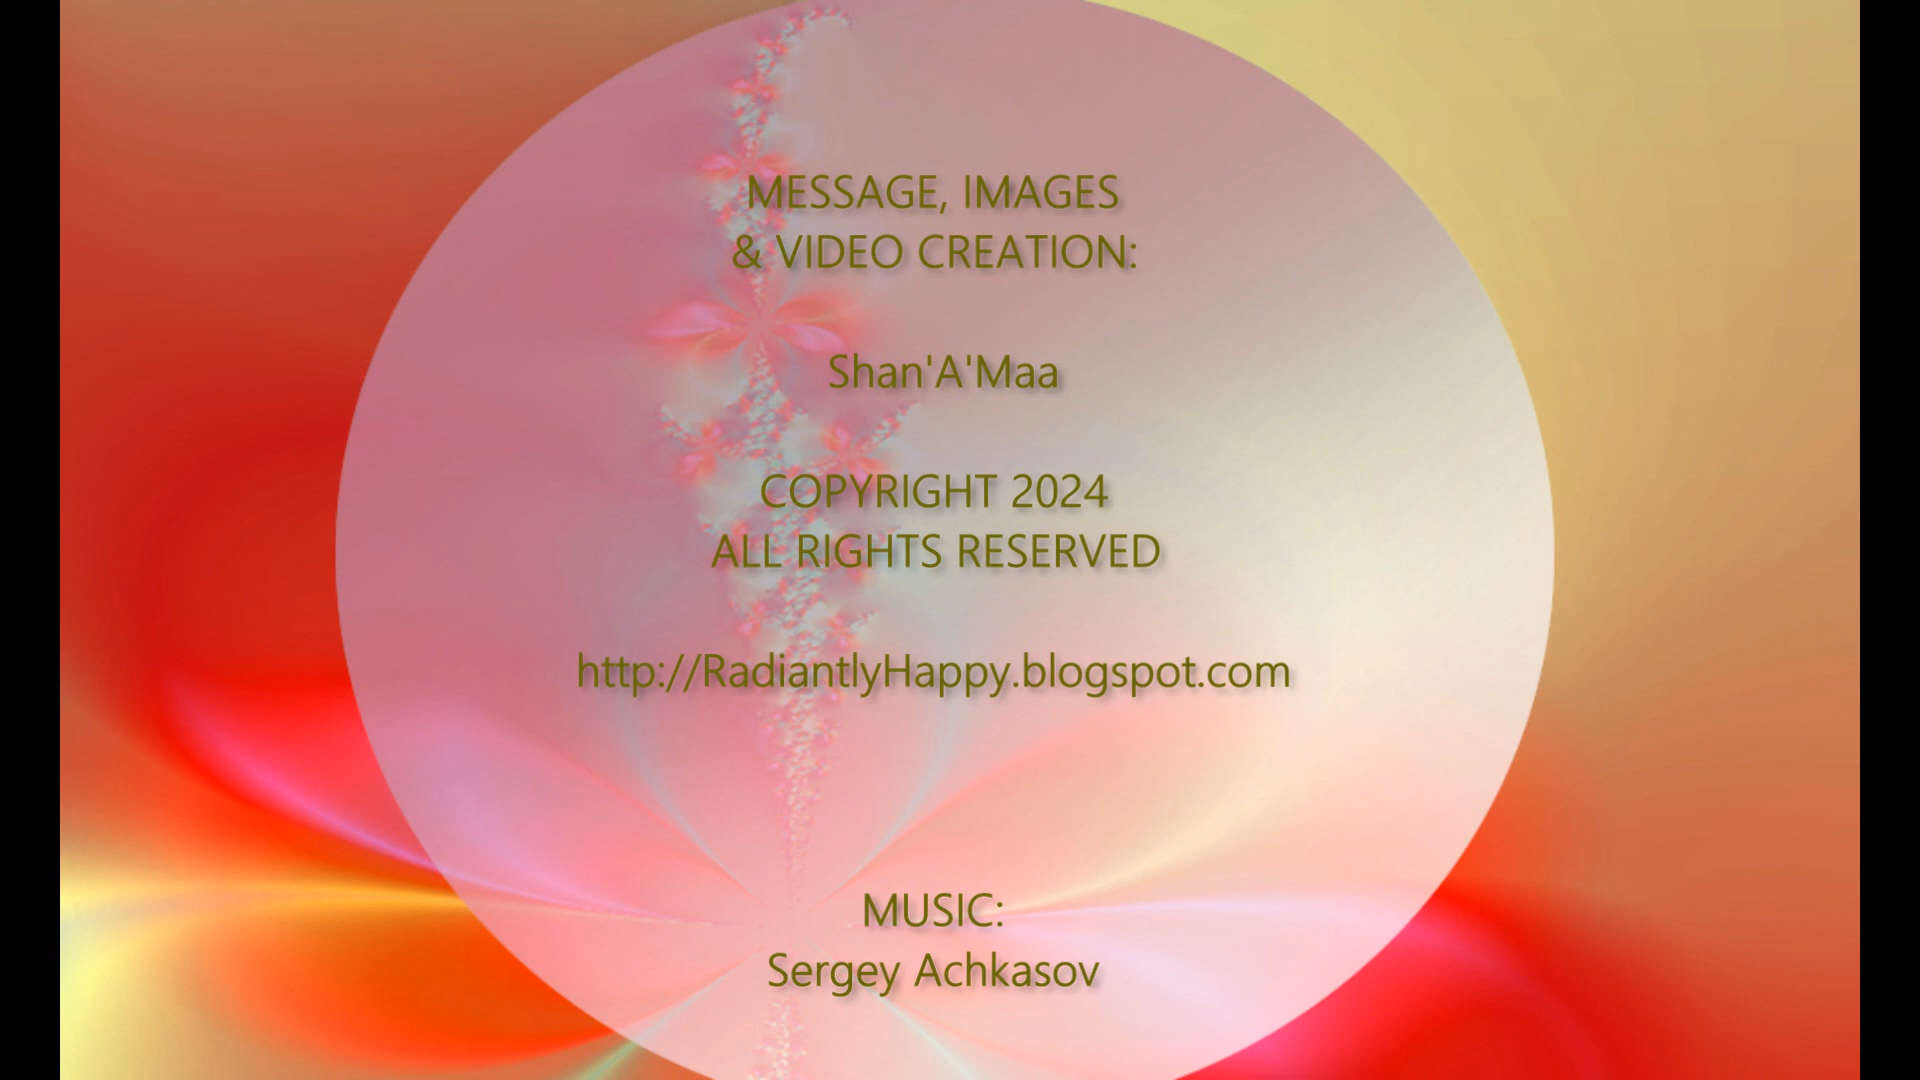 MESSAGE, IMAGES
& VIDEO CREATION:
Shan'A'Maa
COPYRIGHT 2024
ALL RIGHTS RESERVED
http://RadiantlyHappy.blogspot.com
MUSIC:
Sergey Achkasov